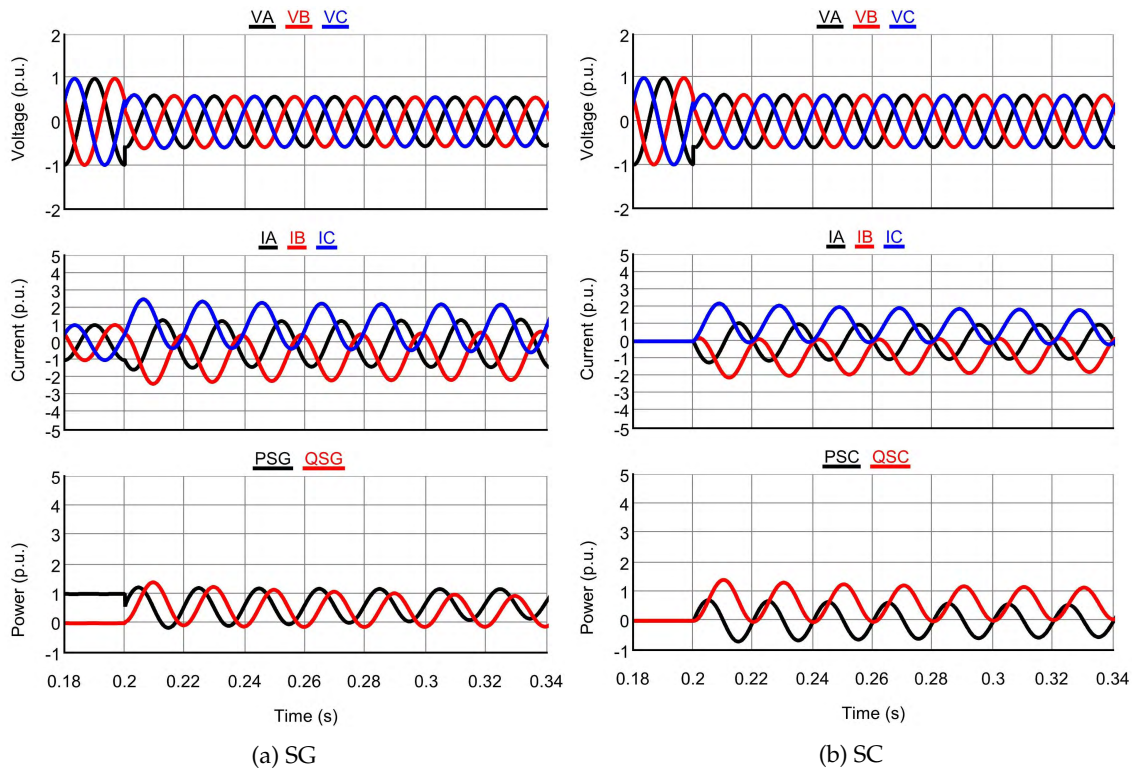 VA VB VC
2
1
0
-1
-2
Voltage (p.u.)
IA IB IC
5
4
3
2
1
0
-1
-2
-3
-4
-5
Current (p.u.)
PSG QSG
5
4
3
2
1
0
-1
Power (p.u.)
0.18 0.2 0.22 0.24 0.26 0.28 0.3 0.32 0.34
Time (s)
(a) SG
VA VB VC
2
1
0
-1
-2
Voltage (p.u.)
IA IB IC
5
4
3
2
1
0
-1
-2
-3
-4
-5
Current (p.u.)
PSC QSC
5
4
3
2
1
0
-1
Power (p.u.)
0.18 0.2 0.22 0.24 0.26 0.28 0.3 0.32 0.34
Time (s)
(b) SC